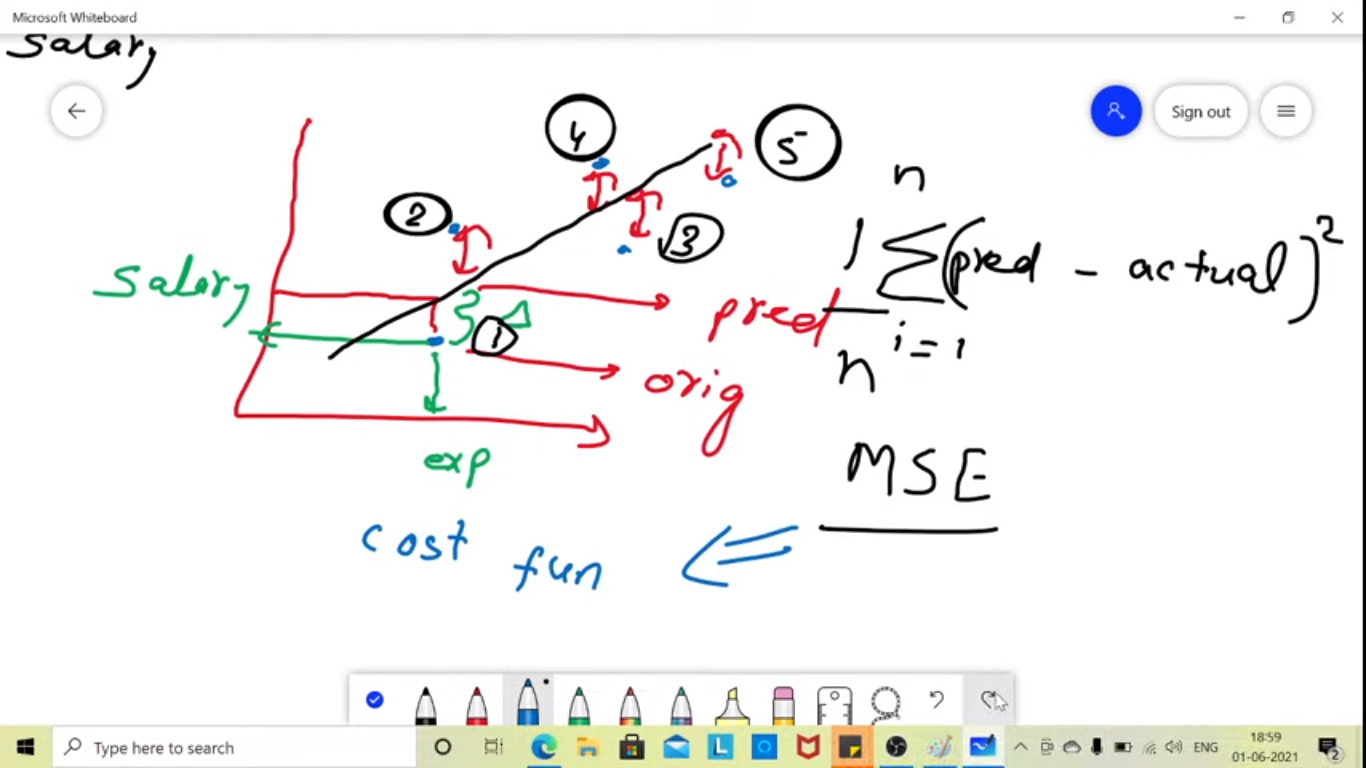 Microsoft Whiteboard
Salary
Sign out
4
5
2
3
1
Salary
pred
orig
exp
n
1/n Σ (pred - actual)²
i = 1
MSE
cost fun
Type here to search
ENG
18:59
01-06-2021
2